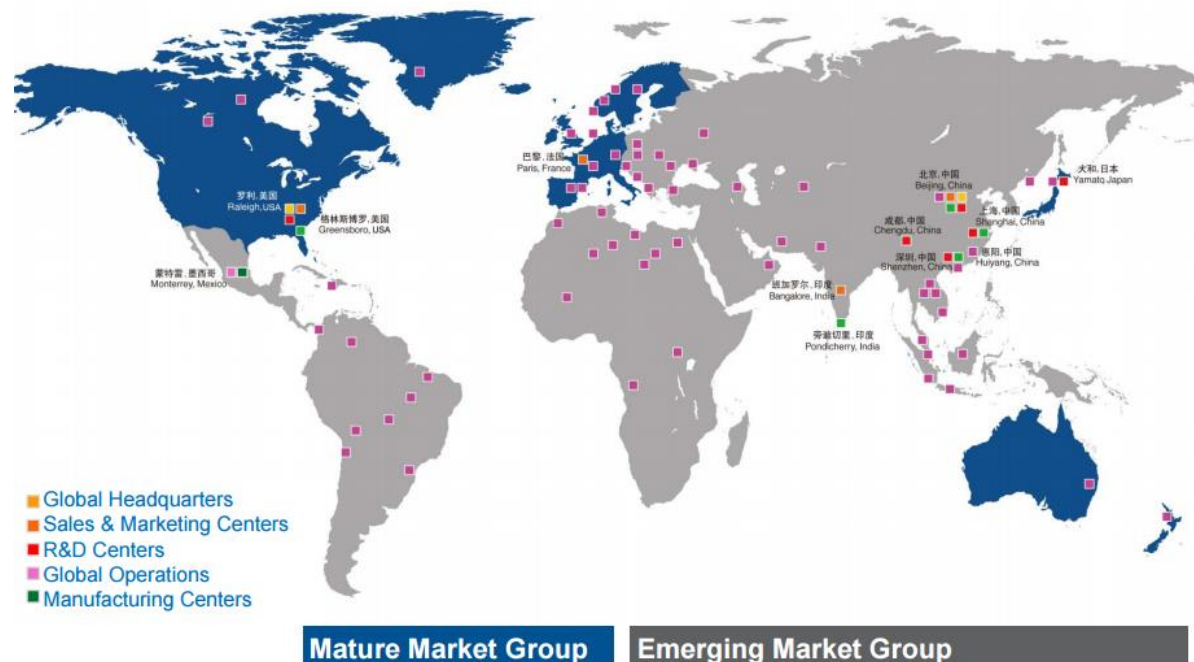 巴黎, 法国
Paris, France
罗利, 美国
Raleigh, USA
格林斯博罗, 美国
Greensboro, USA
蒙特雷, 墨西哥
Monterrey, Mexico
北京, 中国
Beijing, China
大和, 日本
Yamato, Japan
上海, 中国
Shanghai, China
成都, 中国
Chengdu, China
惠阳, 中国
Huiyang, China
深圳, 中国
Shenzhen, China
班加罗尔, 印度
Bangalore, India
旁迪切里, 印度
Pondicherry, India
Global Headquarters
Sales & Marketing Centers
R&D Centers
Global Operations
Manufacturing Centers
Mature Market Group
Emerging Market Group